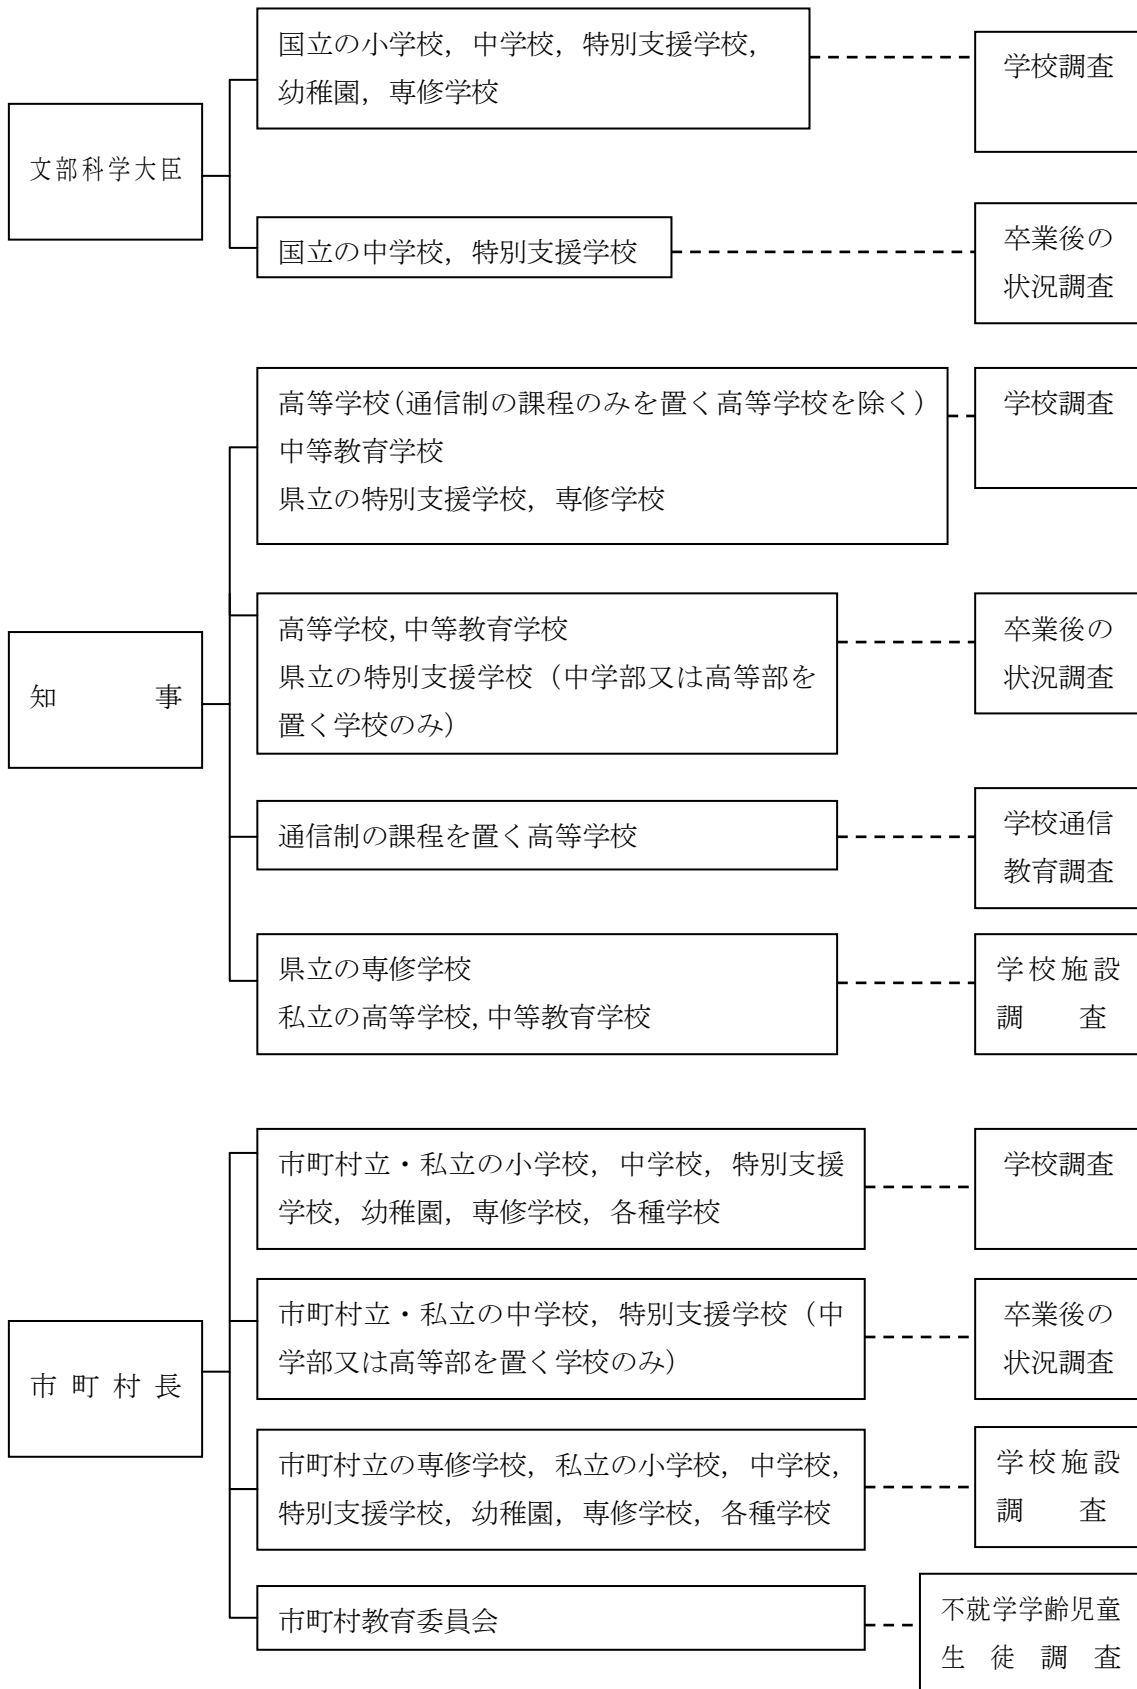 国立の小学校，中学校，特別支援学校，
幼稚園，専修学校
学校調査
文部科学大臣
国立の中学校，特別支援学校
卒業後の
状況調査
高等学校（通信制の課程のみを置く高等学校を除く）
中等教育学校
県立の特別支援学校，専修学校
学校調査
知事
高等学校，中等教育学校
県立の特別支援学校（中学部又は高等部を
置く学校のみ）
卒業後の
状況調査
通信制の課程を置く高等学校
学校通信
教育調査
県立の専修学校
私立の高等学校，中等教育学校
学校施設
調査
市町村長
市町村立・私立の小学校，中学校，特別支援
学校，幼稚園，専修学校，各種学校
学校調査
市町村立・私立の中学校，特別支援学校（中
学部又は高等部を置く学校のみ）
卒業後の
状況調査
市町村立の専修学校，私立の小学校，中学校，
特別支援学校，幼稚園，専修学校，各種学校
学校施設
調査
市町村教育委員会
不就学学齢児童
生徒調査